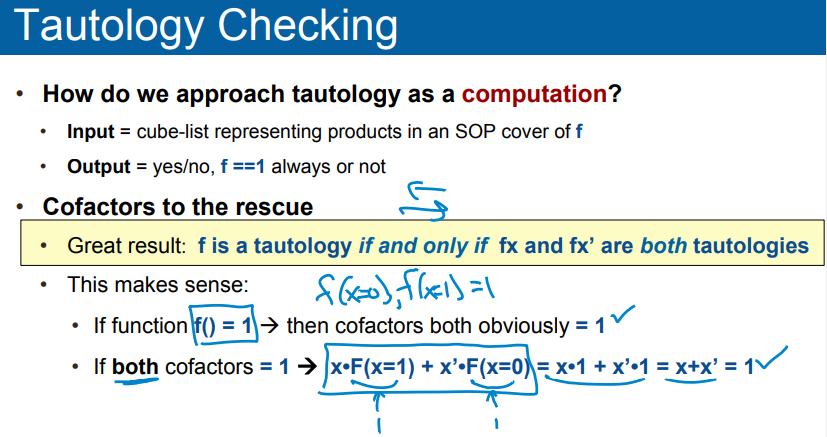 Tautology Checking
• How do we approach tautology as a computation?
• Input = cube-list representing products in an SOP cover of f
• Output = yes/no, f ==1 always or not
• Cofactors to the rescue
• Great result: f is a tautology if and only if fx and fx’ are both tautologies
• This makes sense:
f(x=0), f(x=1) = 1
• If function f() = 1 → then cofactors both obviously = 1 ✓
• If both cofactors = 1 → x•F(x=1) + x’•F(x=0) = x•1 + x’•1 = x+x’ = 1 ✓
1 1